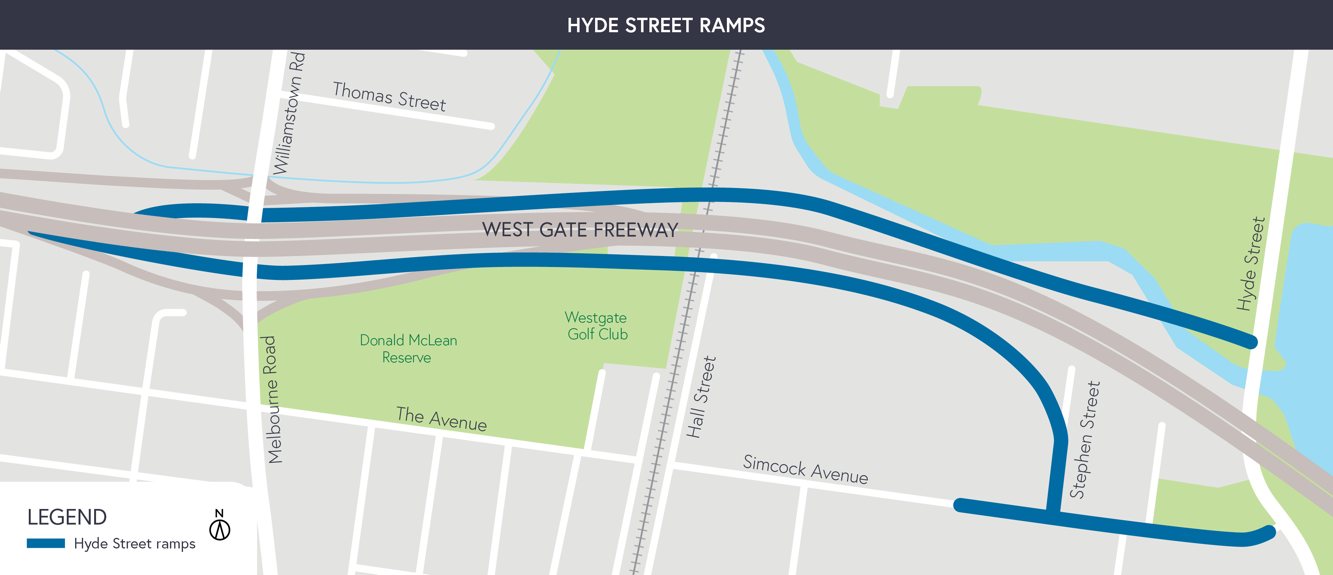 HYDE STREET RAMPS
Williamstown Rd
Thomas Street
WEST GATE FREEWAY
Hyde Street
Westgate
Golf Club
Donald McLean
Reserve
Melbourne Road
The Avenue
Hall Street
Stephen Street
Simcock Avenue
LEGEND
N
Hyde Street ramps